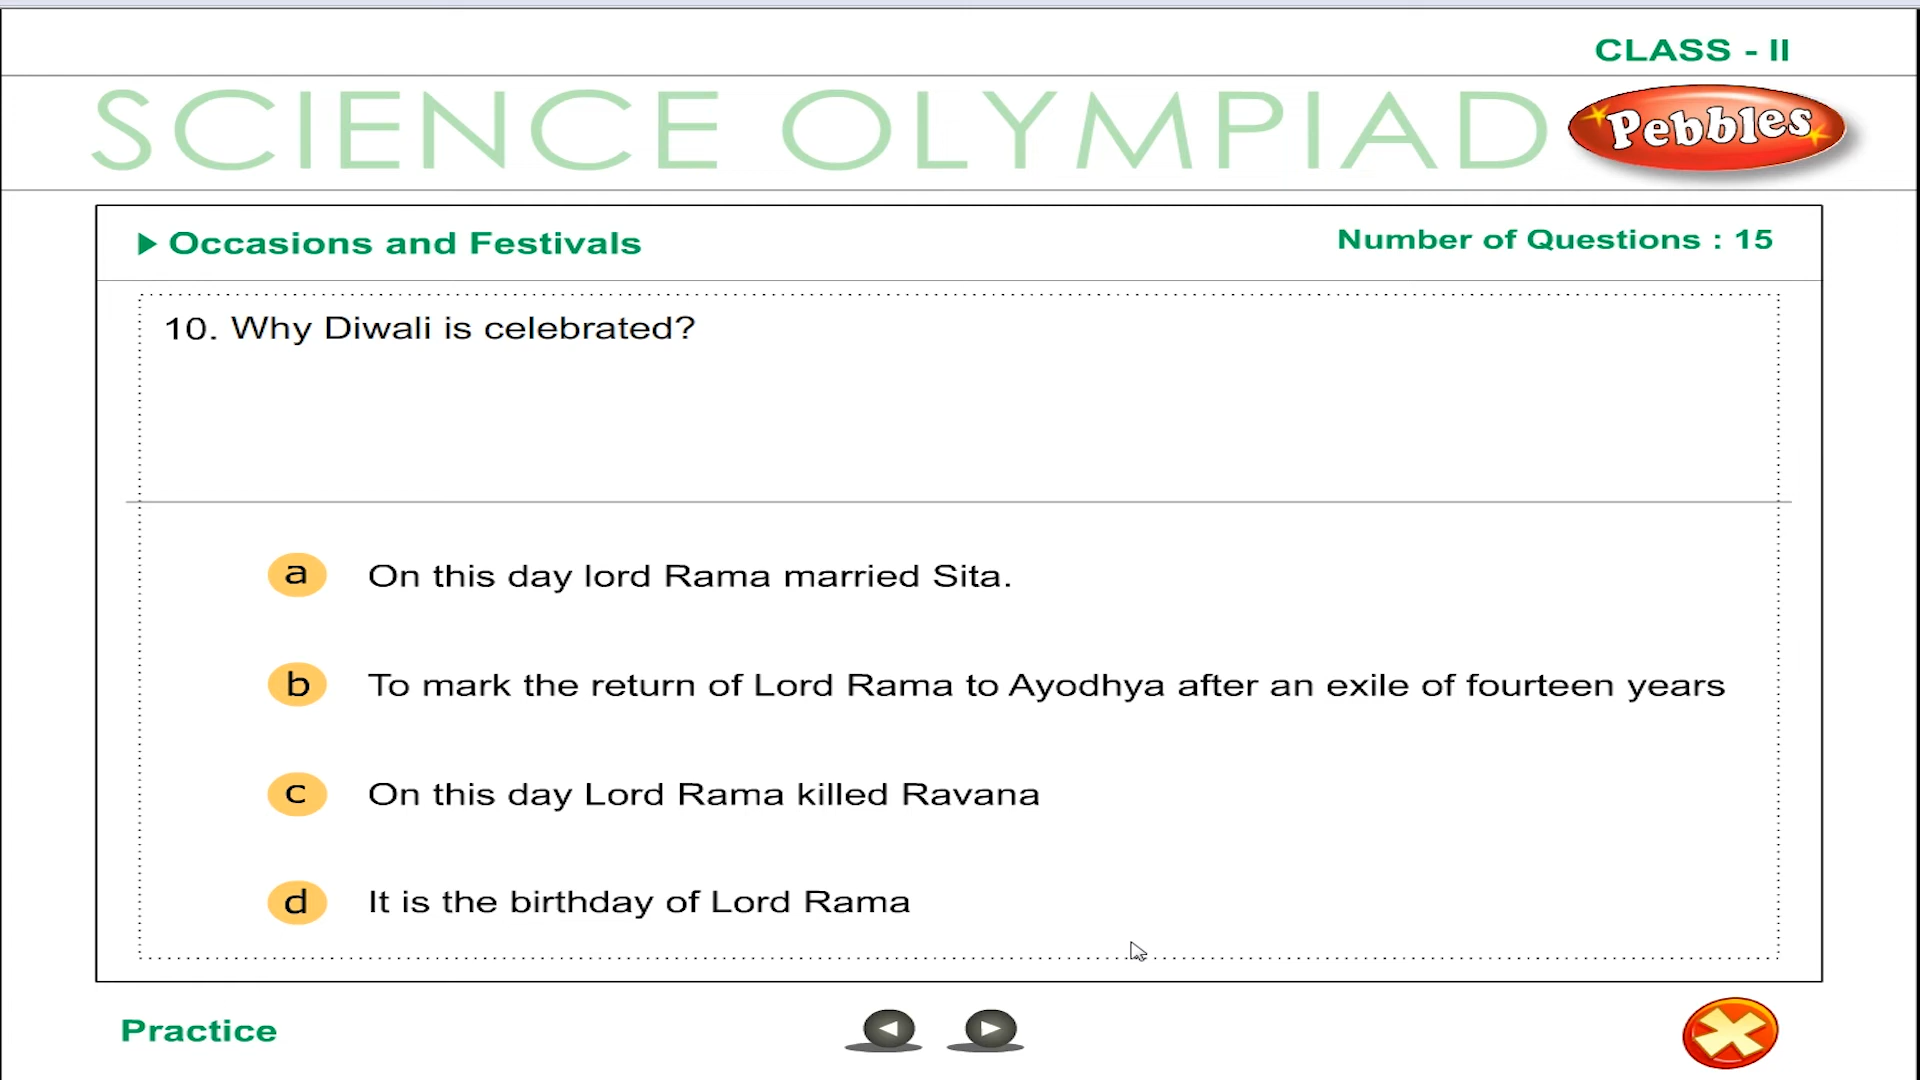 CLASS - II
SCIENCE OLYMPIAD
Pebbles
Occasions and Festivals
Number of Questions : 15
10. Why Diwali is celebrated?
a On this day lord Rama married Sita.
b To mark the return of Lord Rama to Ayodhya after an exile of fourteen years
c On this day Lord Rama killed Ravana
d It is the birthday of Lord Rama
Practice